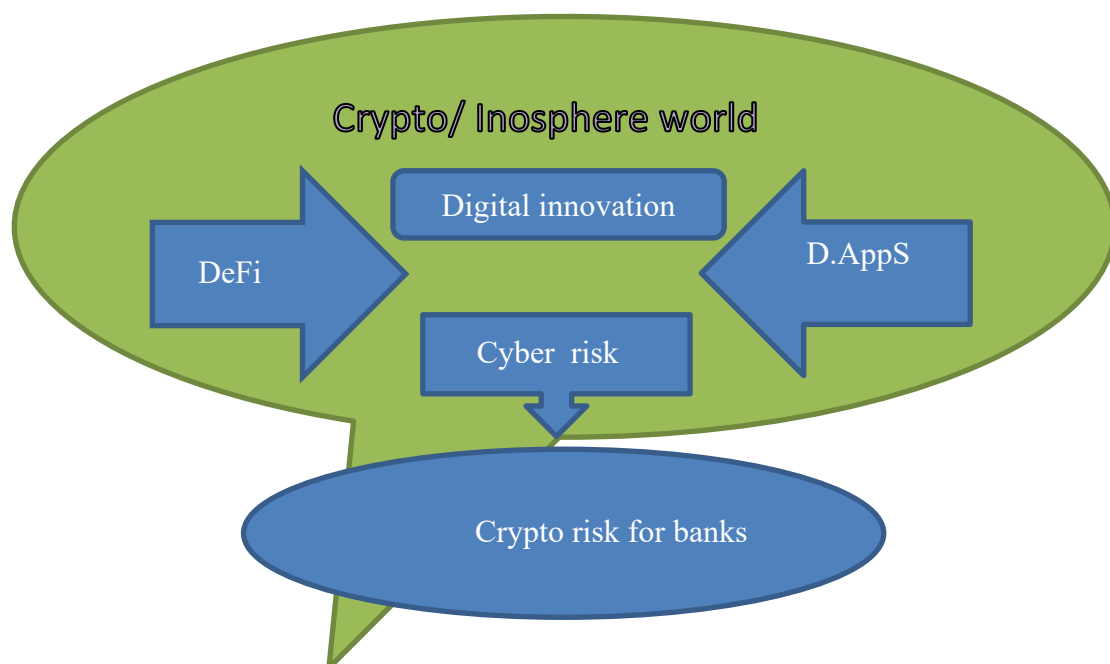 Crypto/ Inosphere world
Digital innovation
DeFi
D.AppS
Cyber  risk
Crypto risk for banks